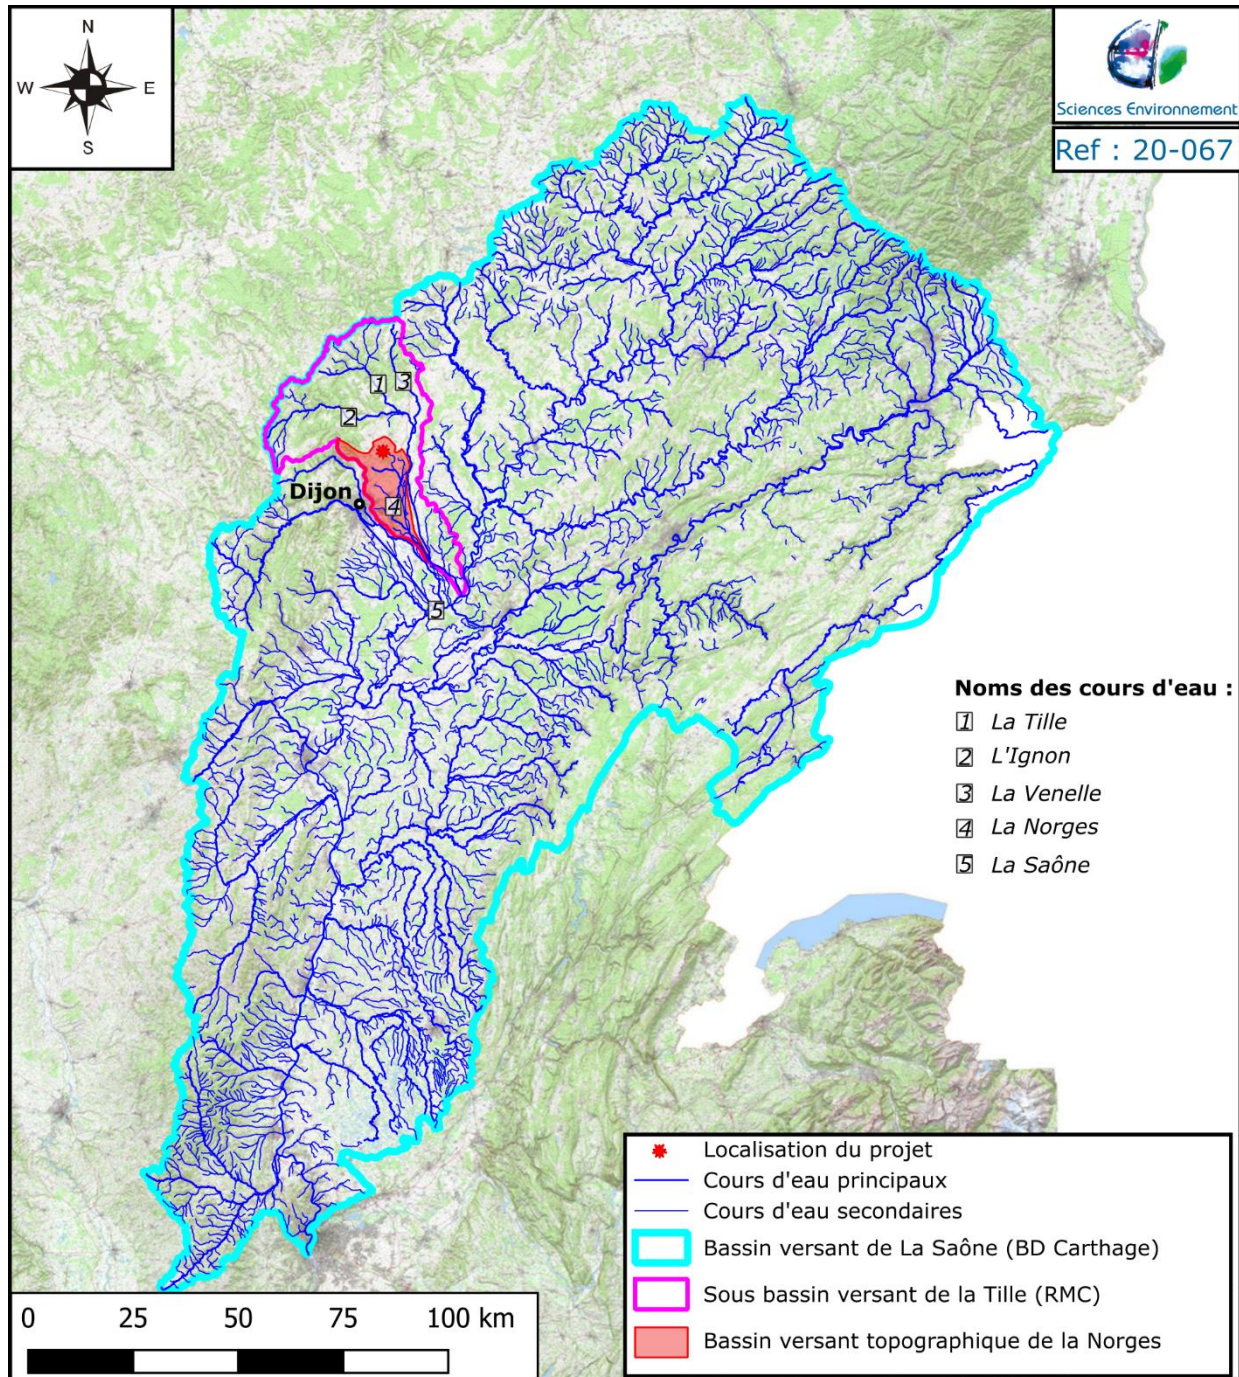 N
W
E
S
Sciences Environnement
Ref : 20-067
1
3
2
Dijon
4
5
Noms des cours d'eau :
1 La Tille
2 L'Ignon
3 La Venelle
4 La Norges
5 La Saône
Localisation du projet
Cours d'eau principaux
Cours d'eau secondaires
Bassin versant de La Saône (BD Carthage)
Sous bassin versant de la Tille (RMC)
Bassin versant topographique de la Norges
0 25 50 75 100 km